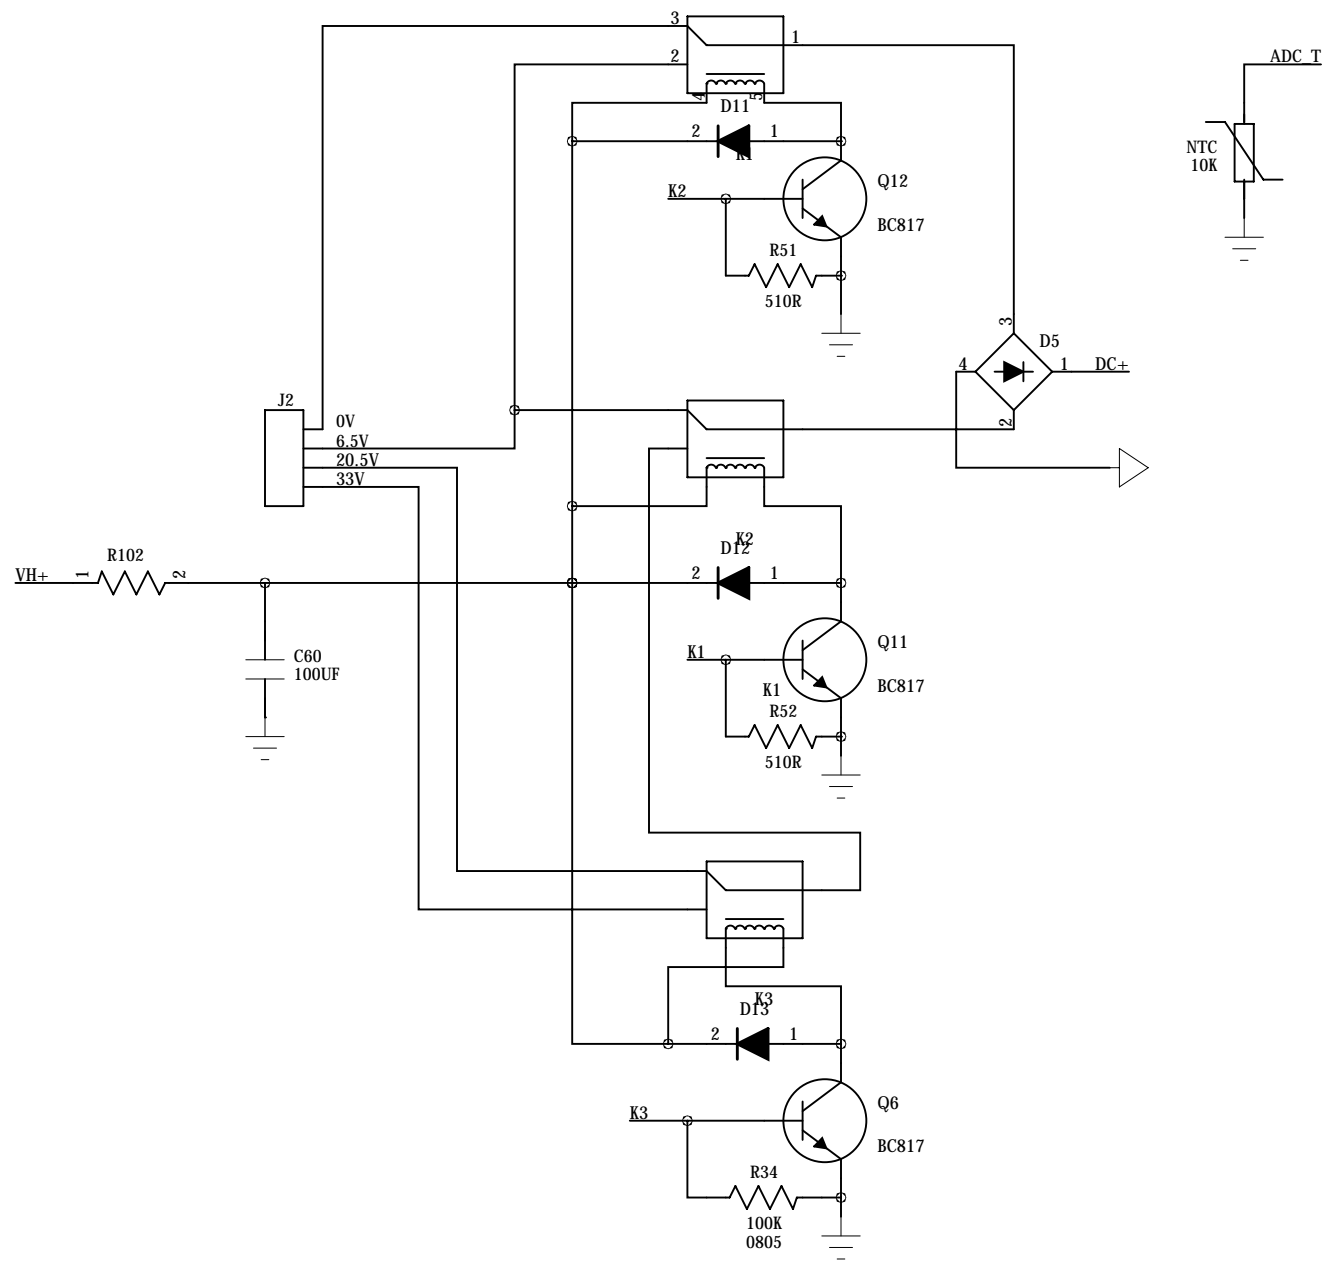 3
1
2
ADC_T
4
5
D11
2
1
K1
NTC
10K
K2
Q12
BC817
R51
510R
3
D5
4
1
DC+
2
J2
0V
6.5V
20.5V
33V
K2
D12
R102
VH+
1
2
2
1
C60
100UF
Q11
K1
BC817
K1
R52
510R
K3
D13
2
1
Q6
K3
BC817
R34
100K
0805